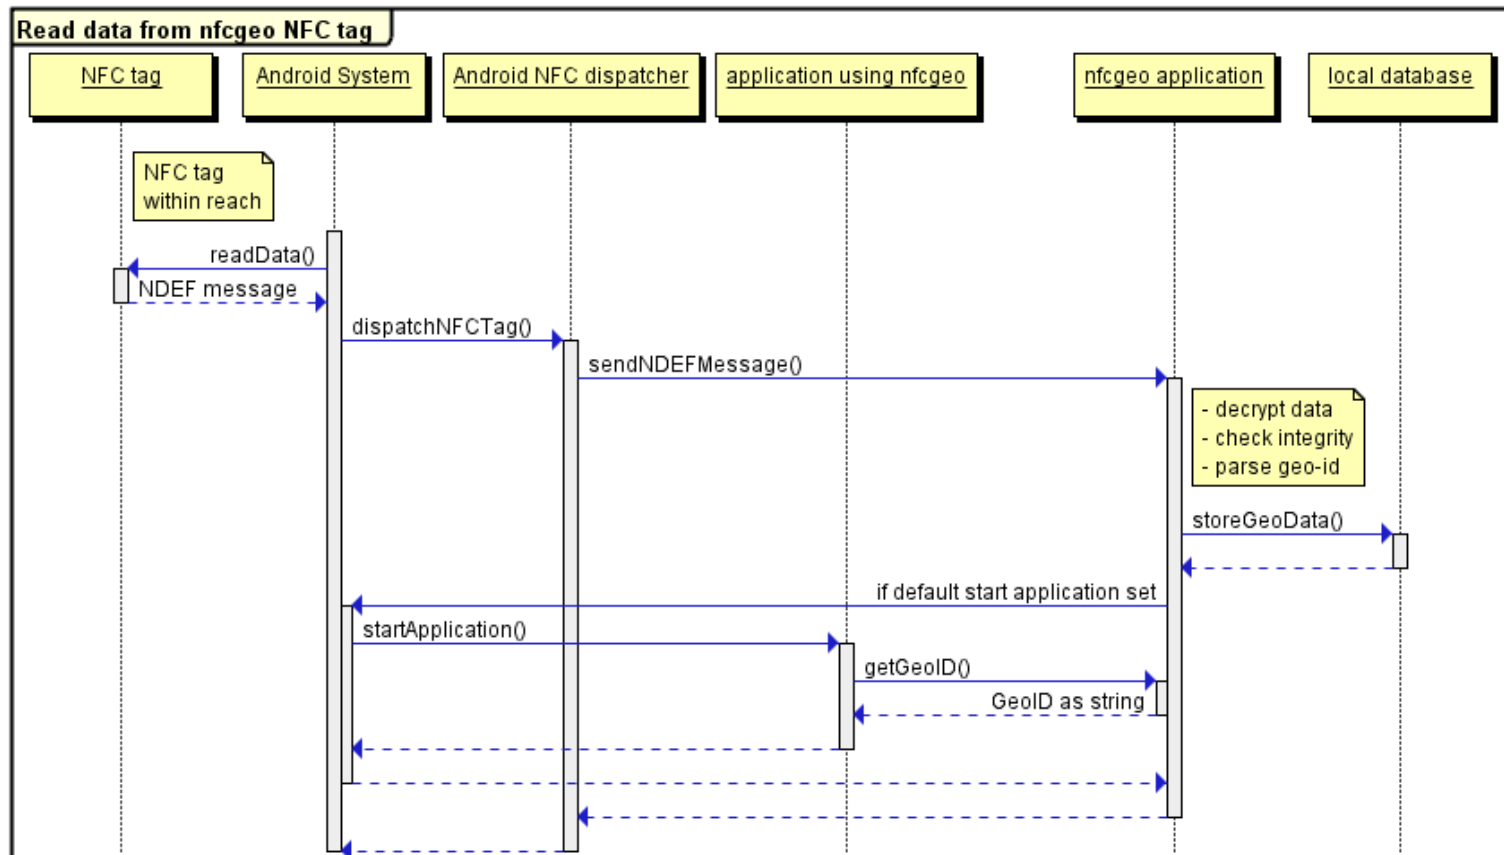 Read data from nfcgeo NFC tag
NFC tag
Android System
Android NFC dispatcher
application using nfcgeo
nfcgeo application
local database
NFC tag
within reach
readData()
NDEF message
dispatchNFCTag()
sendNDEFMessage()
- decrypt data
- check integrity
- parse geo-id
storeGeoData()
if default start application set
startApplication()
getGeoID()
GeoID as string